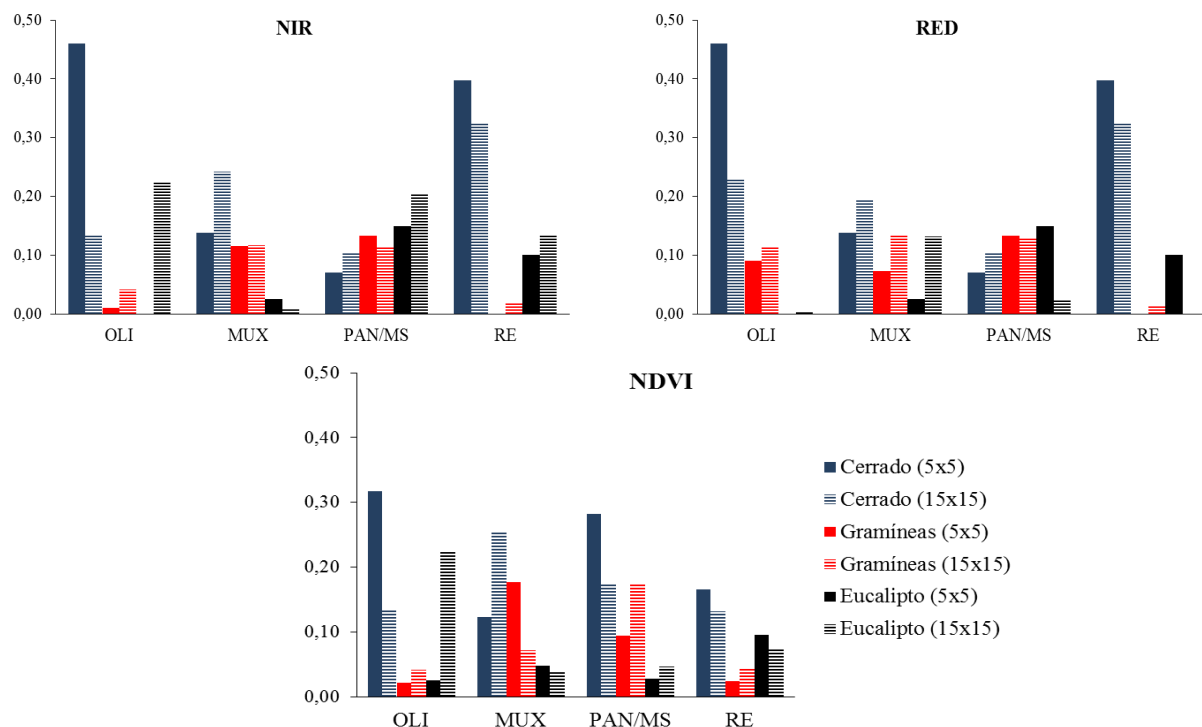 NIR
0,50
0,40
0,30
0,20
0,10
0,00
OLI MUX PAN/MS RE
RED
0,50
0,40
0,30
0,20
0,10
0,00
OLI MUX PAN/MS RE
NDVI
0,50
0,40
0,30
0,20
0,10
0,00
OLI MUX PAN/MS RE
Cerrado (5x5)
Cerrado (15x15)
Gramíneas (5x5)
Gramíneas (15x15)
Eucalipto (5x5)
Eucalipto (15x15)